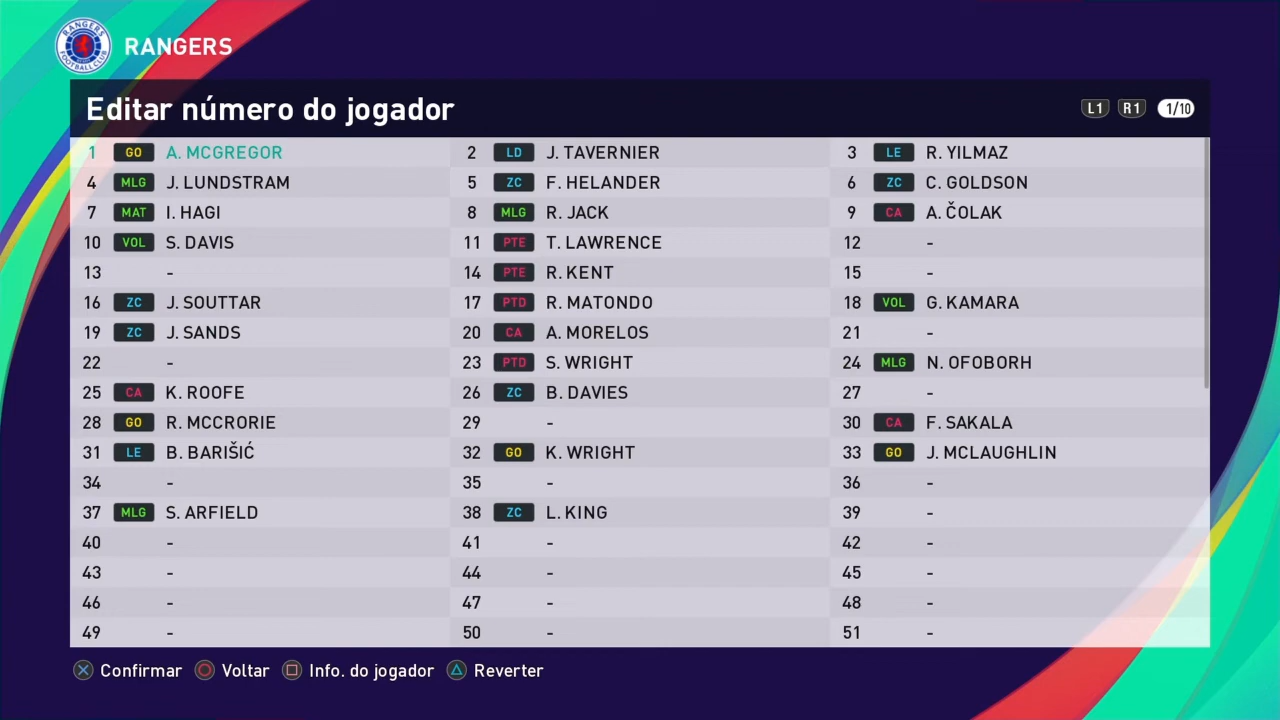 RANGERS
FOOTBALL CLUB
RANGERS
Editar número do jogador
L1 R1 1/10
1 GO A. MCGREGOR 2 LD J. TAVERNIER 3 LE R. YILMAZ
4 MLG J. LUNDSTRAM 5 ZC F. HELANDER 6 ZC C. GOLDSON
7 MAT I. HAGI 8 MLG R. JACK 9 CA A. ČOLAK
10 VOL S. DAVIS 11 PTE T. LAWRENCE 12 -
13 - 14 PTE R. KENT 15 -
16 ZC J. SOUTTAR 17 PTD R. MATONDO 18 VOL G. KAMARA
19 ZC J. SANDS 20 CA A. MORELOS 21 -
22 - 23 PTD S. WRIGHT 24 MLG N. OFOBORH
25 CA K. ROOFE 26 ZC B. DAVIES 27 -
28 GO R. MCCRORIE 29 - 30 CA F. SAKALA
31 LE B. BARIŠIĆ 32 GO K. WRIGHT 33 GO J. MCLAUGHLIN
34 - 35 - 36 -
37 MLG S. ARFIELD 38 ZC L. KING 39 -
40 - 41 - 42 -
43 - 44 - 45 -
46 - 47 - 48 -
49 - 50 - 51 -
Confirmar Voltar Info. do jogador Reverter